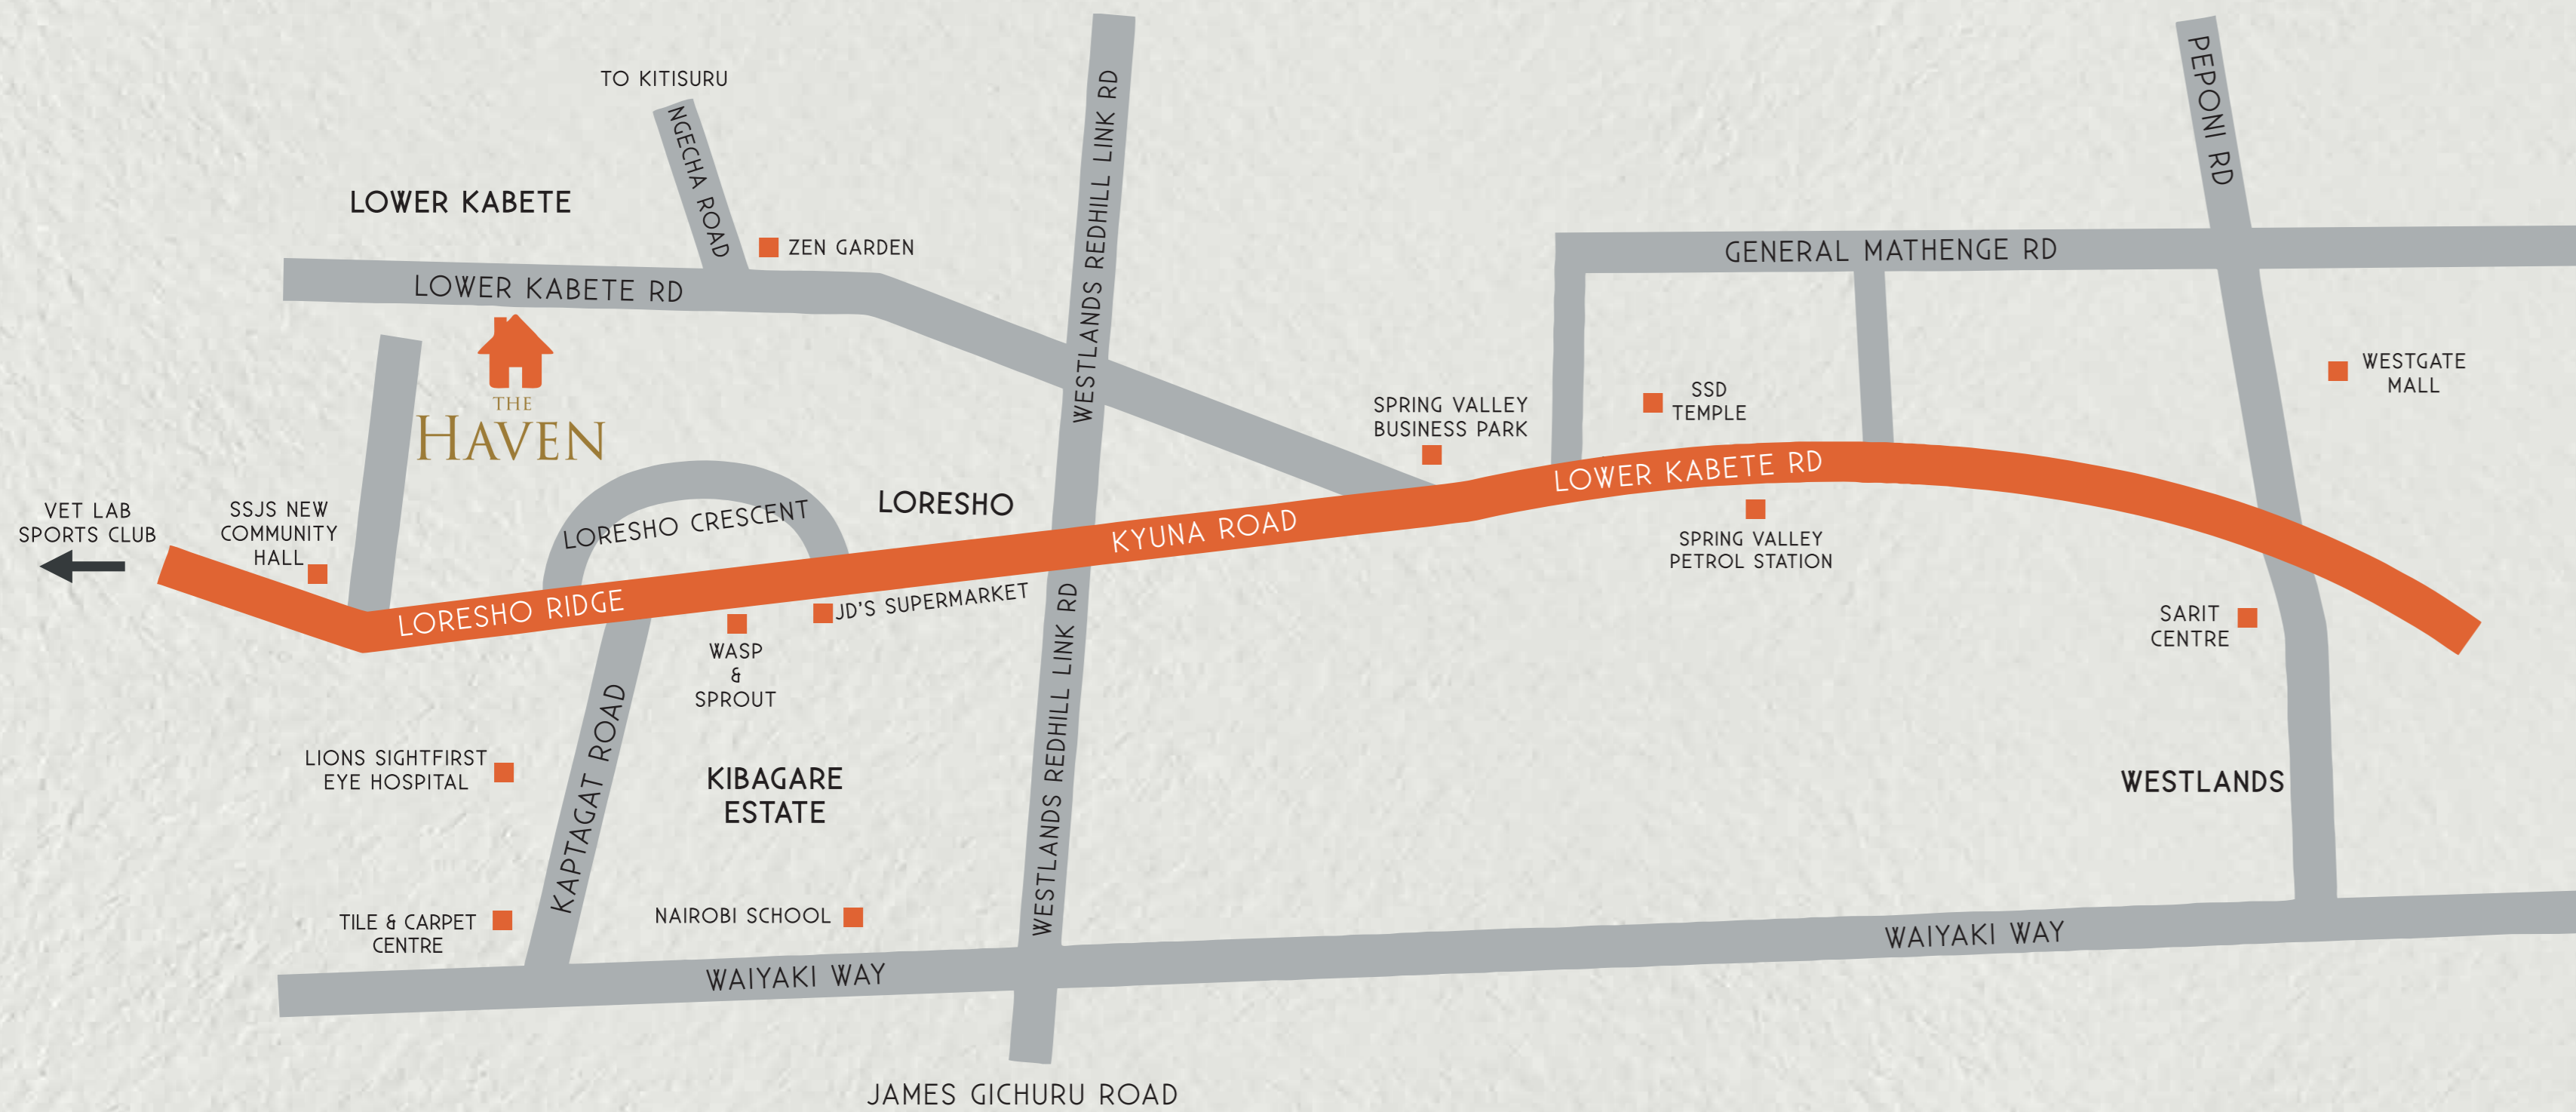 TO KITISURU
NGECHA ROAD
PEPONI RD
WESTLANDS REDHILL LINK RD
LOWER KABETE
ZEN GARDEN
GENERAL MATHENGE RD
LOWER KABETE RD
THE
HAVEN
WESTGATE
MALL
SSD
TEMPLE
SPRING VALLEY
BUSINESS PARK
LOWER KABETE RD
VET LAB
SPORTS CLUB
SSJS NEW
COMMUNITY
HALL
LORESHO CRESCENT
LORESHO
KYUNA ROAD
SPRING VALLEY
PETROL STATION
LORESHO RIDGE
JD'S SUPERMARKET
SARIT
CENTRE
WASP
&
SPROUT
WESTLANDS REDHILL LINK RD
KAPTAGAT ROAD
LIONS SIGHTFIRST
EYE HOSPITAL
KIBAGARE
ESTATE
WESTLANDS
TILE & CARPET
CENTRE
NAIROBI SCHOOL
WAIYAKI WAY
WAIYAKI WAY
JAMES GICHURU ROAD